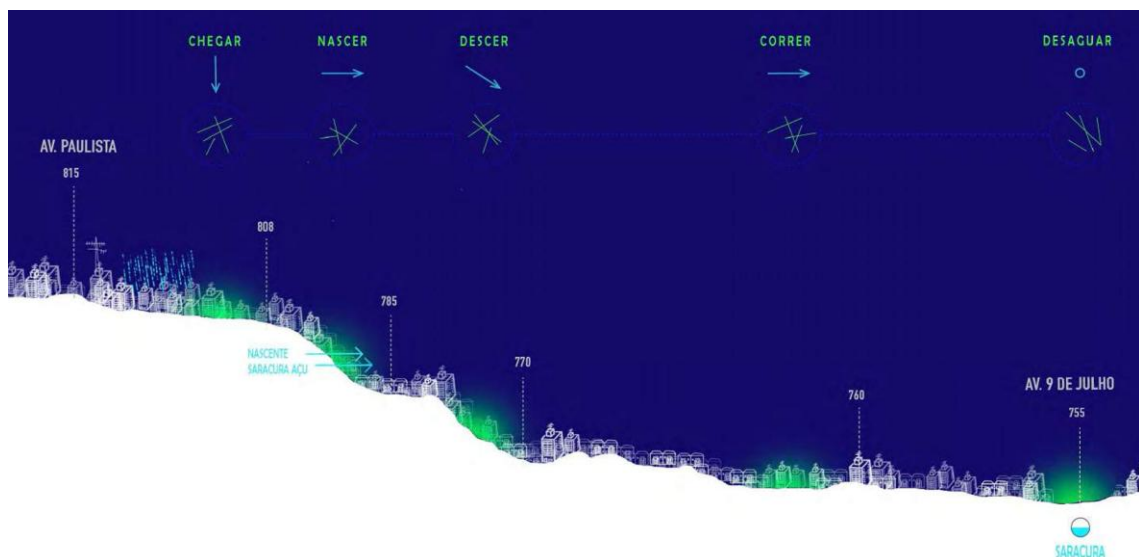 CHEGAR NASCER DESCER CORRER DESAGUAR
AV. PAULISTA
815
808
785
NASCENTE
SARACURA AÇU
770
760
AV. 9 DE JULHO
755
SARACURA